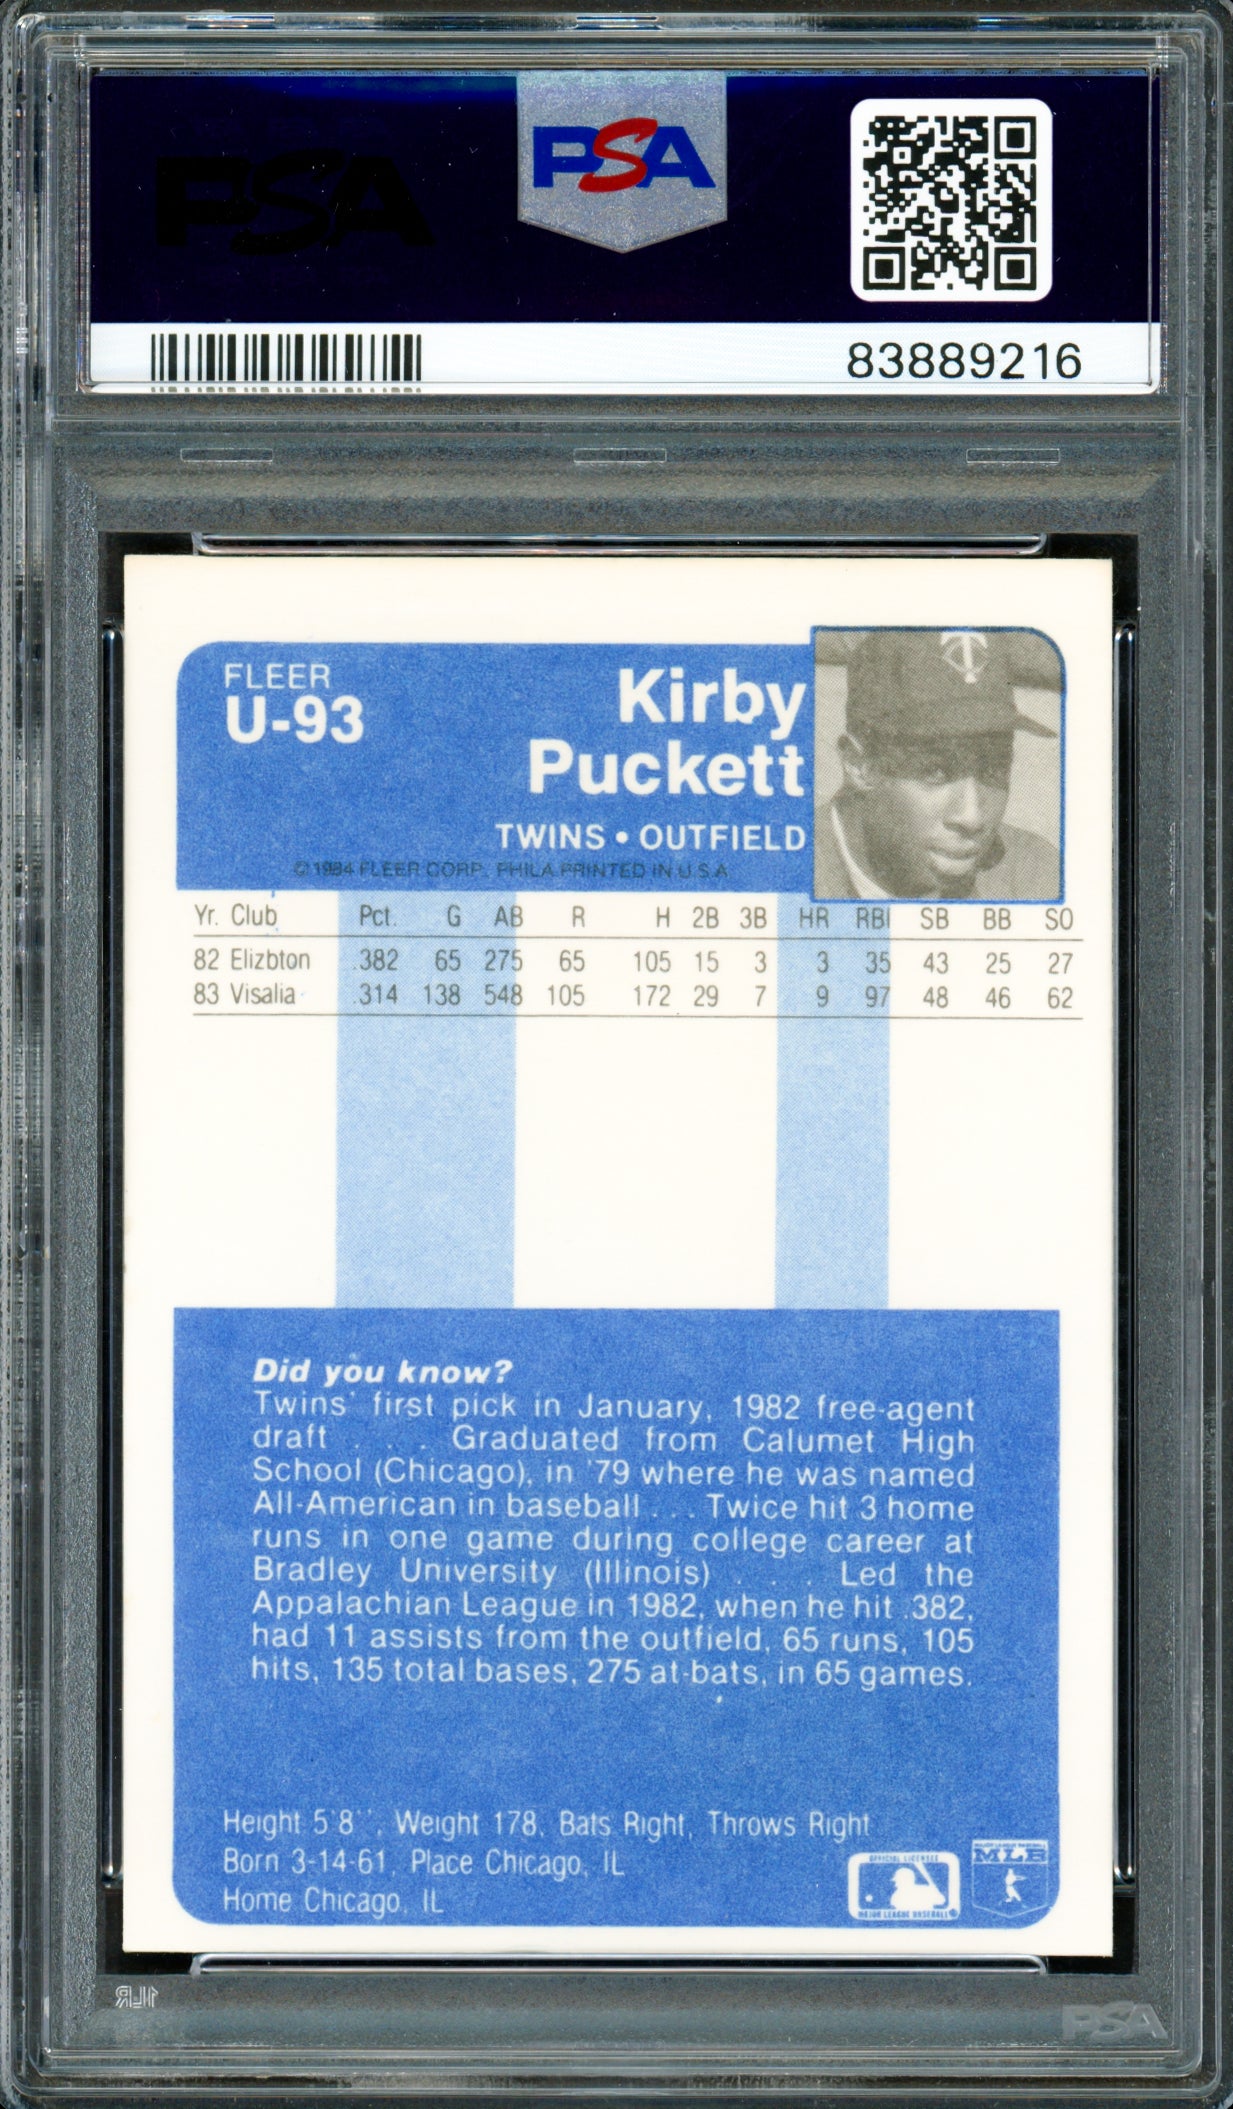 PSA
PSA
83889216
FLEER
U-93
Kirby
Puckett
TWINS • OUTFIELD
© 1984 FLEER CORP. PHILA. PRINTED IN U.S.A.
Yr. Club Pct. G AB R H 2B 3B HR RBI SB BB SO
82 Elizbton .382 65 275 65 105 15 3 3 35 43 25 27
83 Visalia .314 138 548 105 172 29 7 9 97 48 46 62
Did you know?
Twins' first pick in January, 1982 free-agent
draft . . . Graduated from Calumet High
School (Chicago), in '79 where he was named
All-American in baseball . . . Twice hit 3 home
runs in one game during college career at
Bradley University (Illinois) . . . Led the
Appalachian League in 1982, when he hit .382,
had 11 assists from the outfield, 65 runs, 105
hits, 135 total bases, 275 at-bats, in 65 games.
Height 5'8'', Weight 178, Bats Right, Throws Right
Born 3-14-61, Place Chicago, IL
Home Chicago, IL
OFFICIAL LICENSEE
MAJOR LEAGUE BASEBALL
MLB
PSA